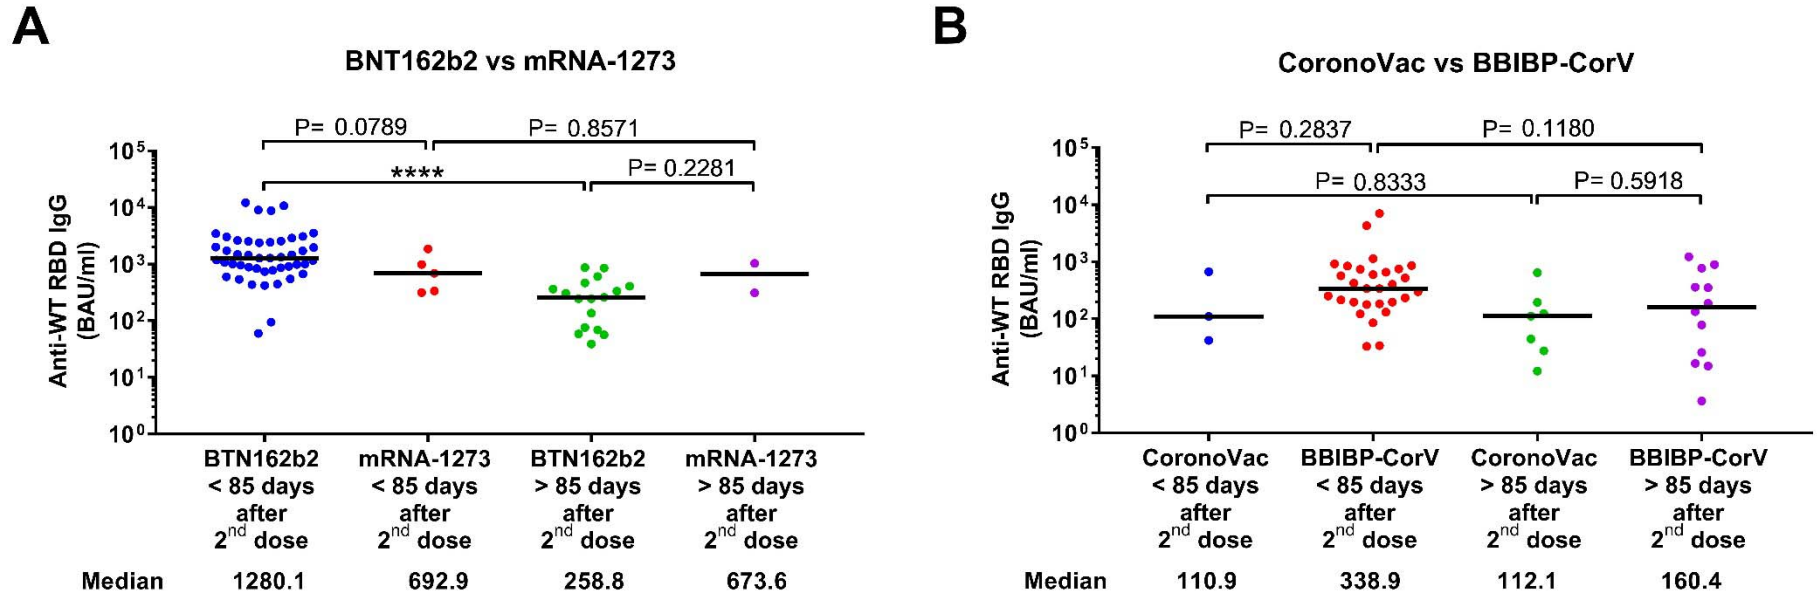 A
BNT162b2 vs mRNA-1273
P= 0.0789
P= 0.8571
****
P= 0.2281
Anti-WT RBD IgG
(BAU/ml)
10^5
10^4
10^3
10^2
10^1
10^0
BTN162b2
< 85 days
after
2nd dose
mRNA-1273
< 85 days
after
2nd dose
BTN162b2
> 85 days
after
2nd dose
mRNA-1273
> 85 days
after
2nd dose
Median 1280.1 692.9 258.8 673.6
B
CoronoVac vs BBIBP-CorV
P= 0.2837
P= 0.1180
P= 0.8333
P= 0.5918
Anti-WT RBD IgG
(BAU/ml)
10^5
10^4
10^3
10^2
10^1
10^0
CoronoVac
< 85 days
after
2nd dose
BBIBP-CorV
< 85 days
after
2nd dose
CoronoVac
> 85 days
after
2nd dose
BBIBP-CorV
> 85 days
after
2nd dose
Median 110.9 338.9 112.1 160.4